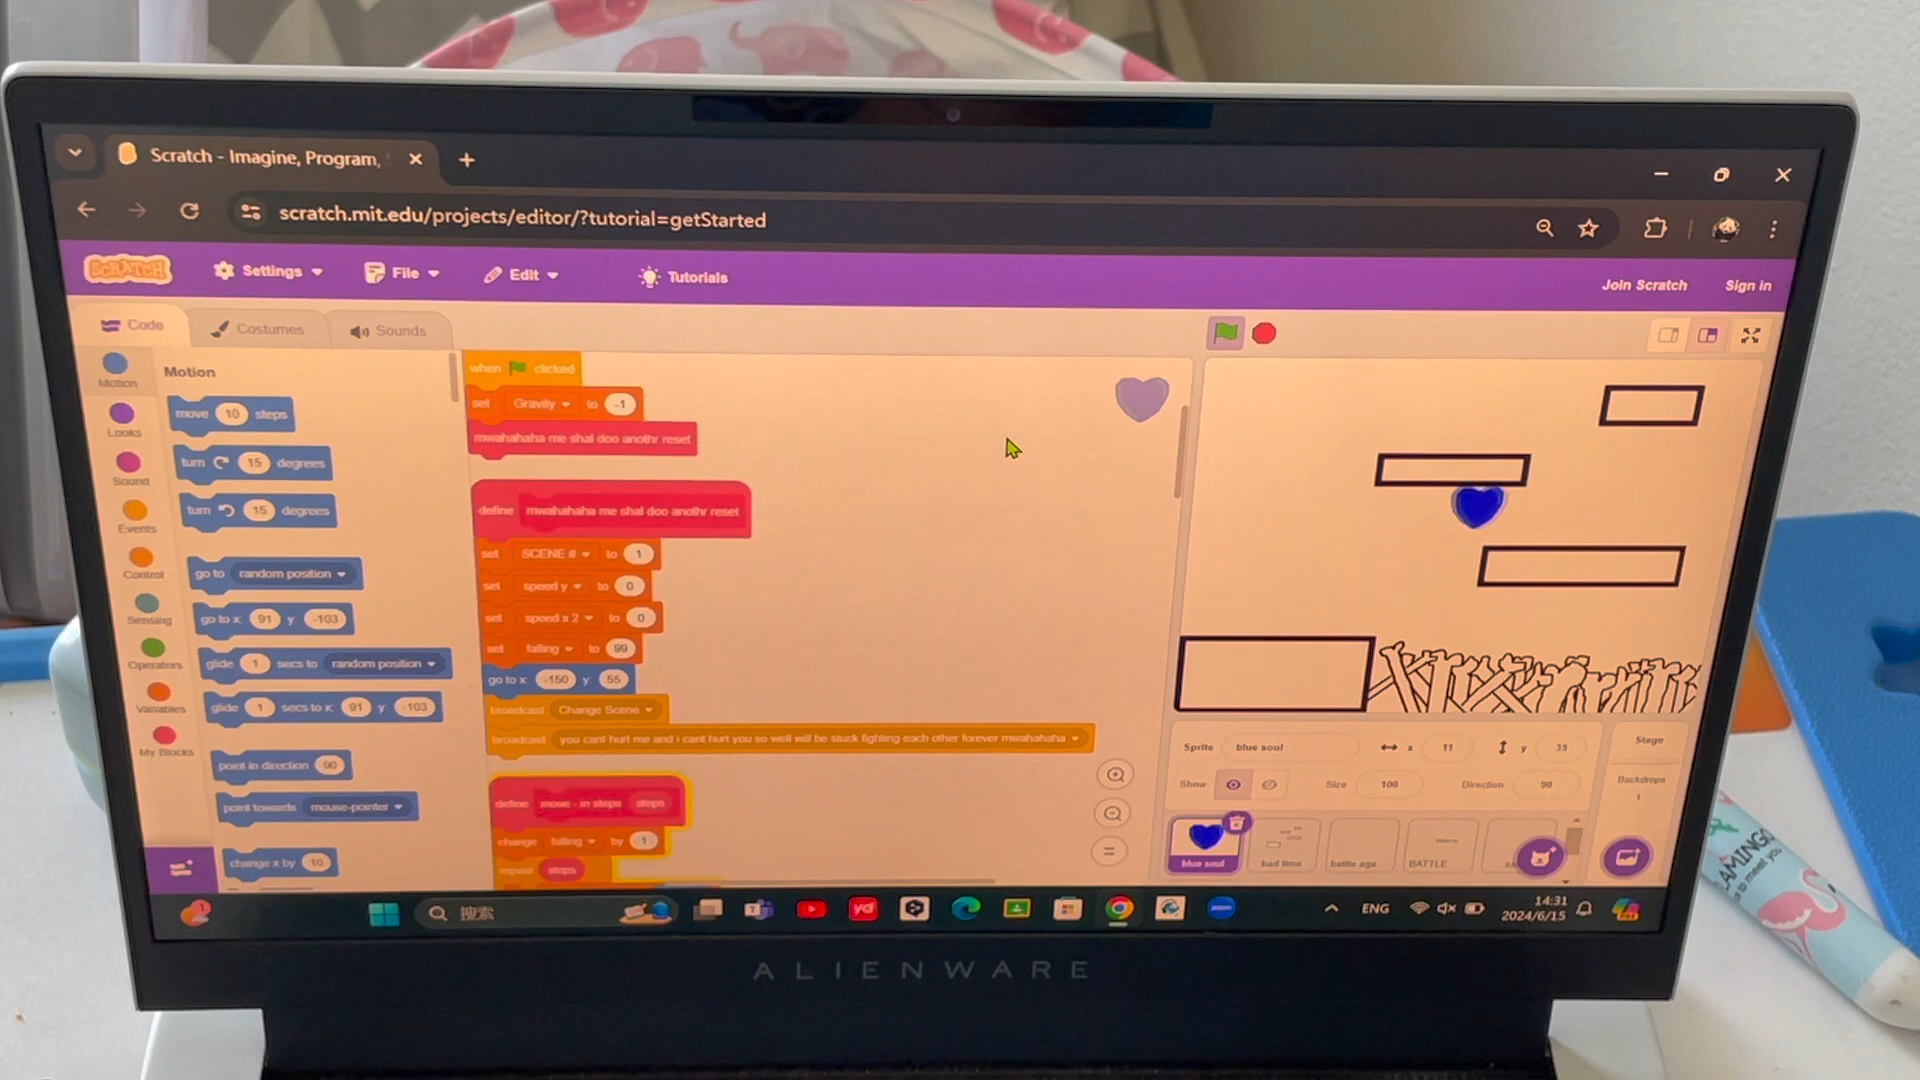 Scratch - Imagine, Program,
scratch.mit.edu/projects/editor/?tutorial=getStarted
SCRATCH Settings File Edit Tutorials Join Scratch Sign in
Code Costumes Sounds
Motion
Looks
Sound
Events
Control
Sensing
Operators
Variables
My Blocks
Motion
move 10 steps
turn 15 degrees
turn 15 degrees
go to random position
go to x: 91 y: -103
glide 1 secs to random position
glide 1 secs to x: 91 y: -103
point in direction 90
point towards mouse-pointer
change x by 10
when clicked
set Gravity to -1
mwahahaha me shal doo anothr reset
define mwahahaha me shal doo anothr reset
set SCENE # to 1
set speed y to 0
set speed x 2 to 0
set falling to 99
go to x: -150 y: 55
broadcast Change Scene
broadcast you cant hurt me and i cant hurt you so well will be stuck fighting each other forever mwahahaha
define move - in steps steps
change falling by 1
repeat steps
Sprite blue soul x 11 y 35
Show Size 100 Direction 90
blue soul
bad time
BATTLE
Stage
Backdrops
1
搜索
ENG
14:31
2024/6/15
ALIENWARE